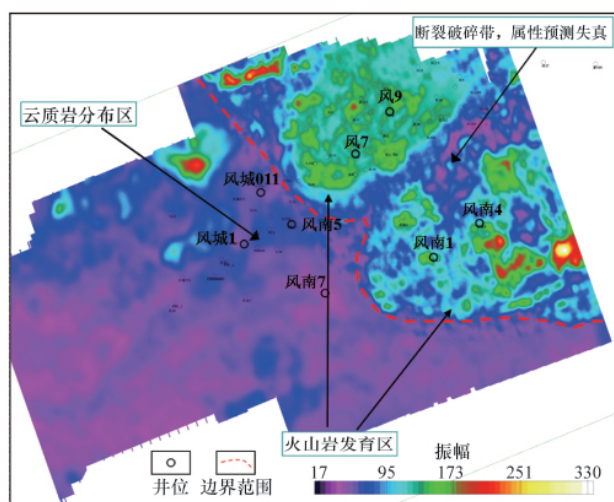 断裂破碎带，属性预测失真
云质岩分布区
风9
风7
风城011
风南4
风南5
风城1
风南1
风南7
火山岩发育区
井位
边界范围
振幅
17 95 173 251 330